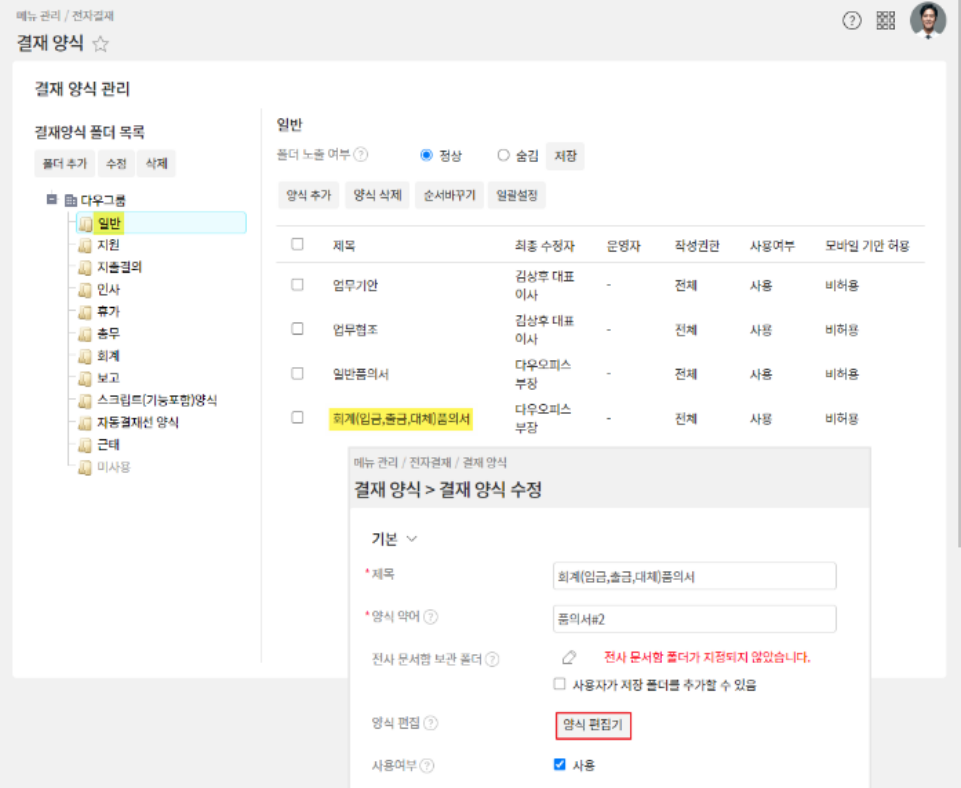 메뉴 관리 / 전자결재
결재 양식
결재 양식 관리
결재양식 폴더 목록
폴더 추가 수정 삭제
다우그룹
일반
지원
지출결의
인사
휴가
총무
회계
보고
스크립트(기능포함)양식
자동결재선 양식
근태
미사용
일반
폴더 노출 여부 ? 정상 숨김 저장
양식 추가 양식 삭제 순서바꾸기 일괄설정
제목 최종 수정자 운영자 작성권한 사용여부 모바일 기안 허용
업무기안 김상후 대표이사 - 전체 사용 비허용
업무협조 김상후 대표이사 - 전체 사용 비허용
일반품의서 다우오피스 부장 - 전체 사용 비허용
회계(입금,출금,대체)품의서 다우오피스 부장 - 전체 사용 비허용
메뉴 관리 / 전자결재 / 결재 양식
결재 양식 > 결재 양식 수정
기본
*제목 회계(입금,출금,대체)품의서
*양식 약어 ? 품의서#2
전사 문서함 보관 폴더 ? 전사 문서함 폴더가 지정되지 않았습니다.
사용자가 저장 폴더를 추가할 수 있음
양식 편집 ? 양식 편집기
사용여부 ? 사용